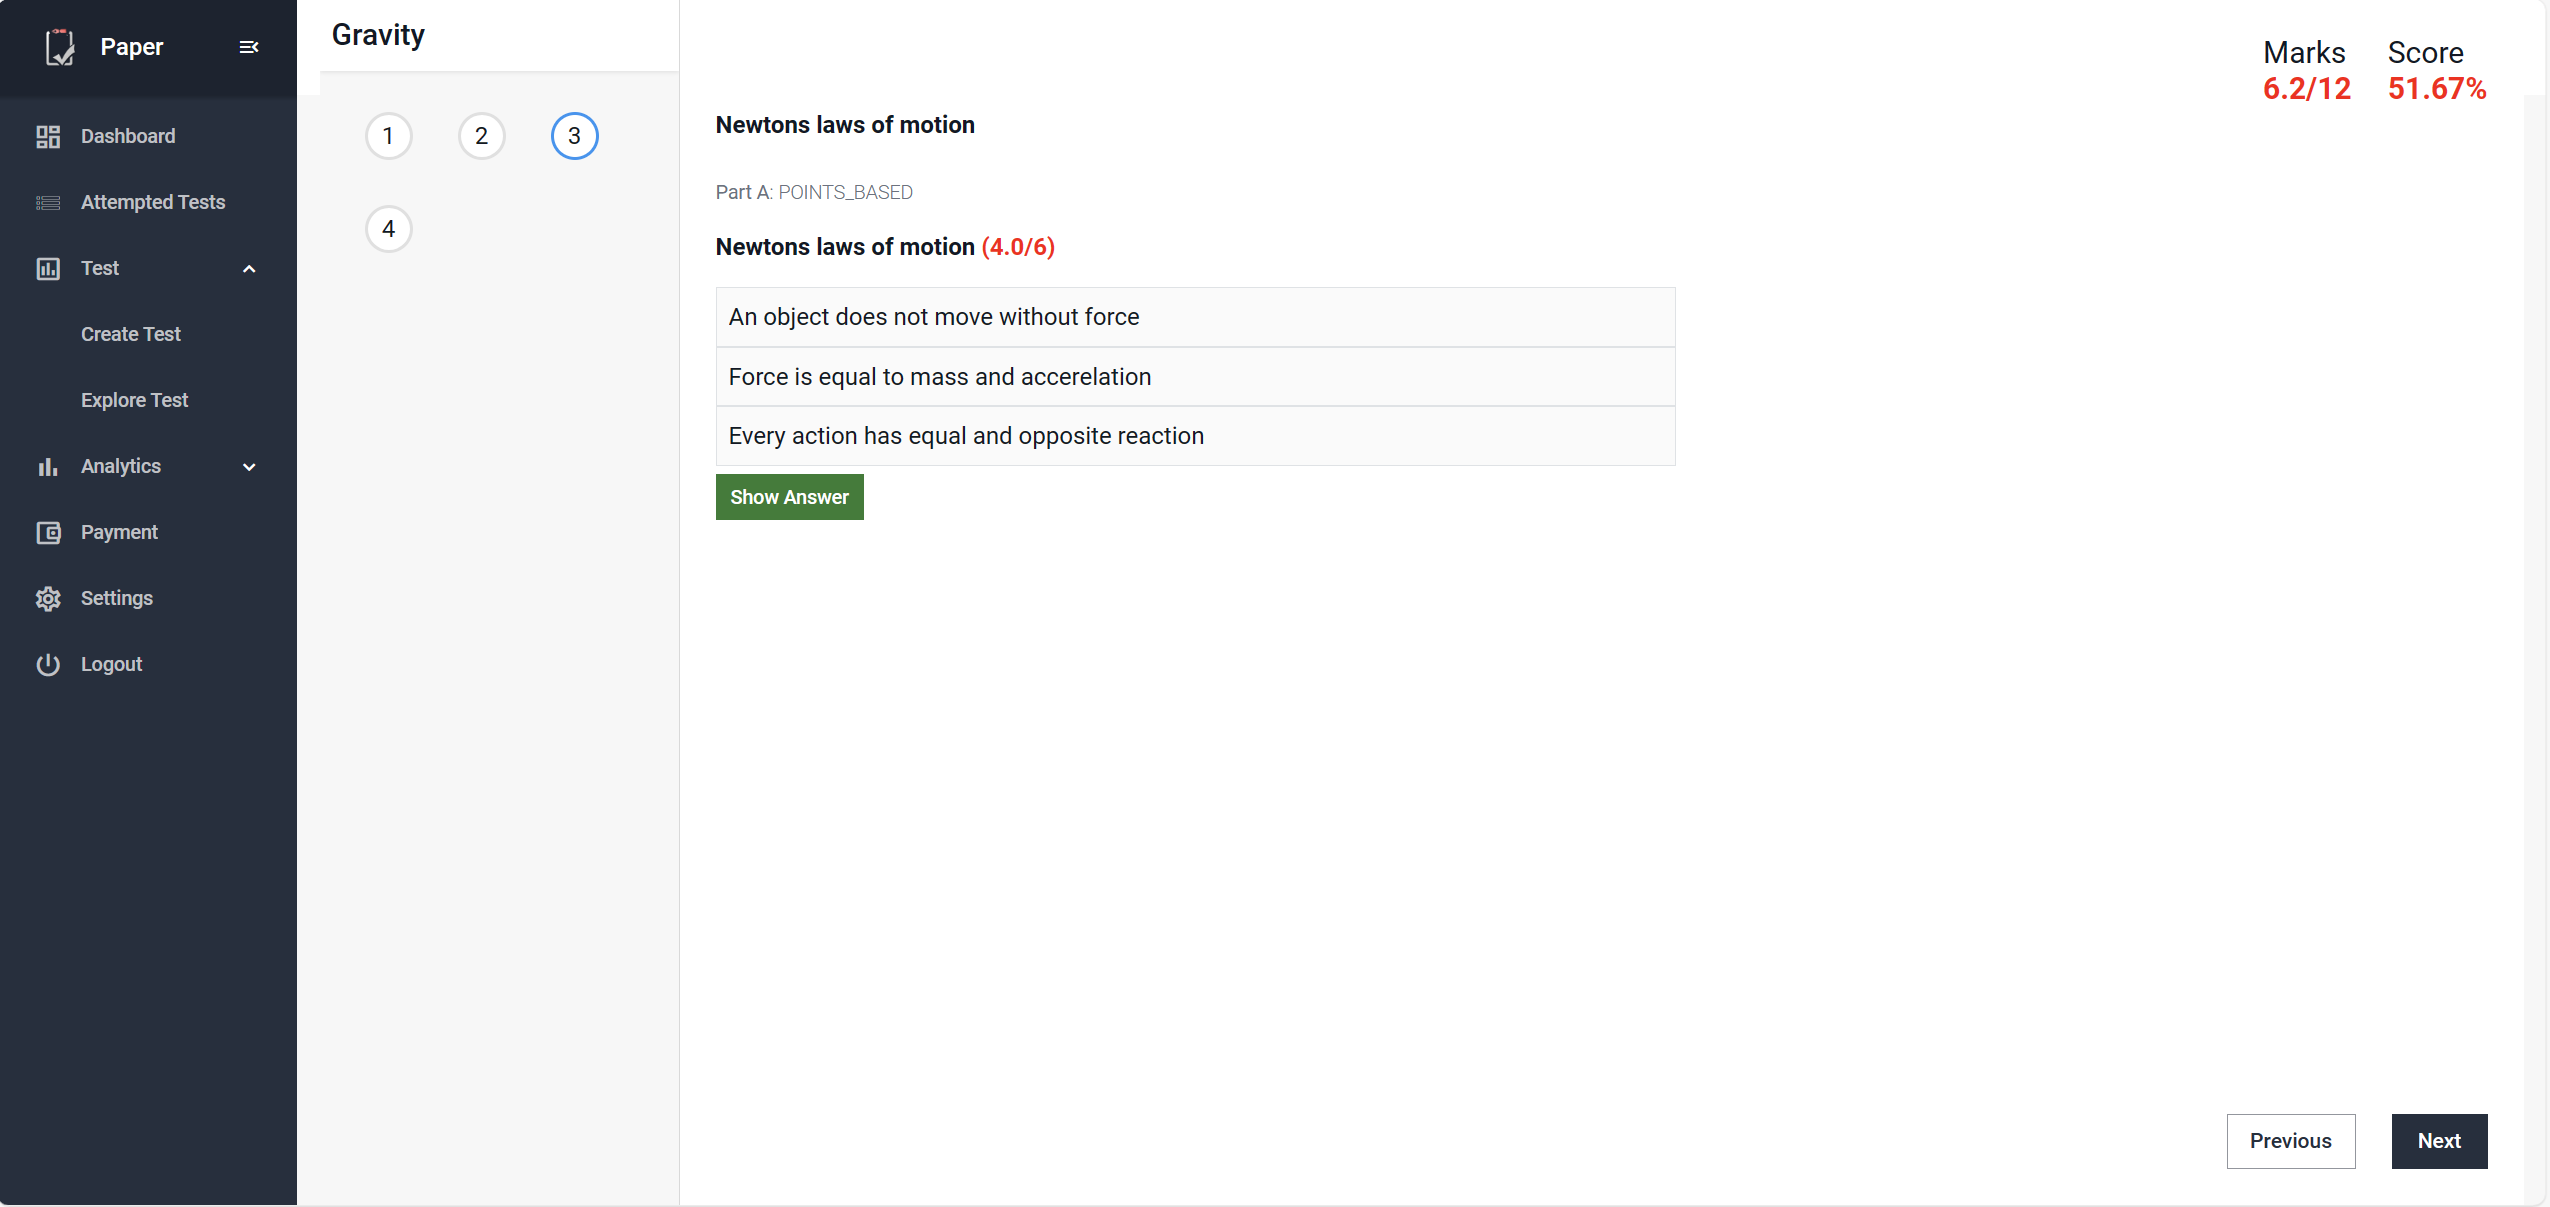 Paper
Dashboard
Attempted Tests
Test
Create Test
Explore Test
Analytics
Payment
Settings
Logout
Gravity
1 2 3
4
Marks Score
6.2/12 51.67%
Newtons laws of motion
Part A: POINTS_BASED
Newtons laws of motion (4.0/6)
An object does not move without force
Force is equal to mass and accerelation
Every action has equal and opposite reaction
Show Answer
Previous Next